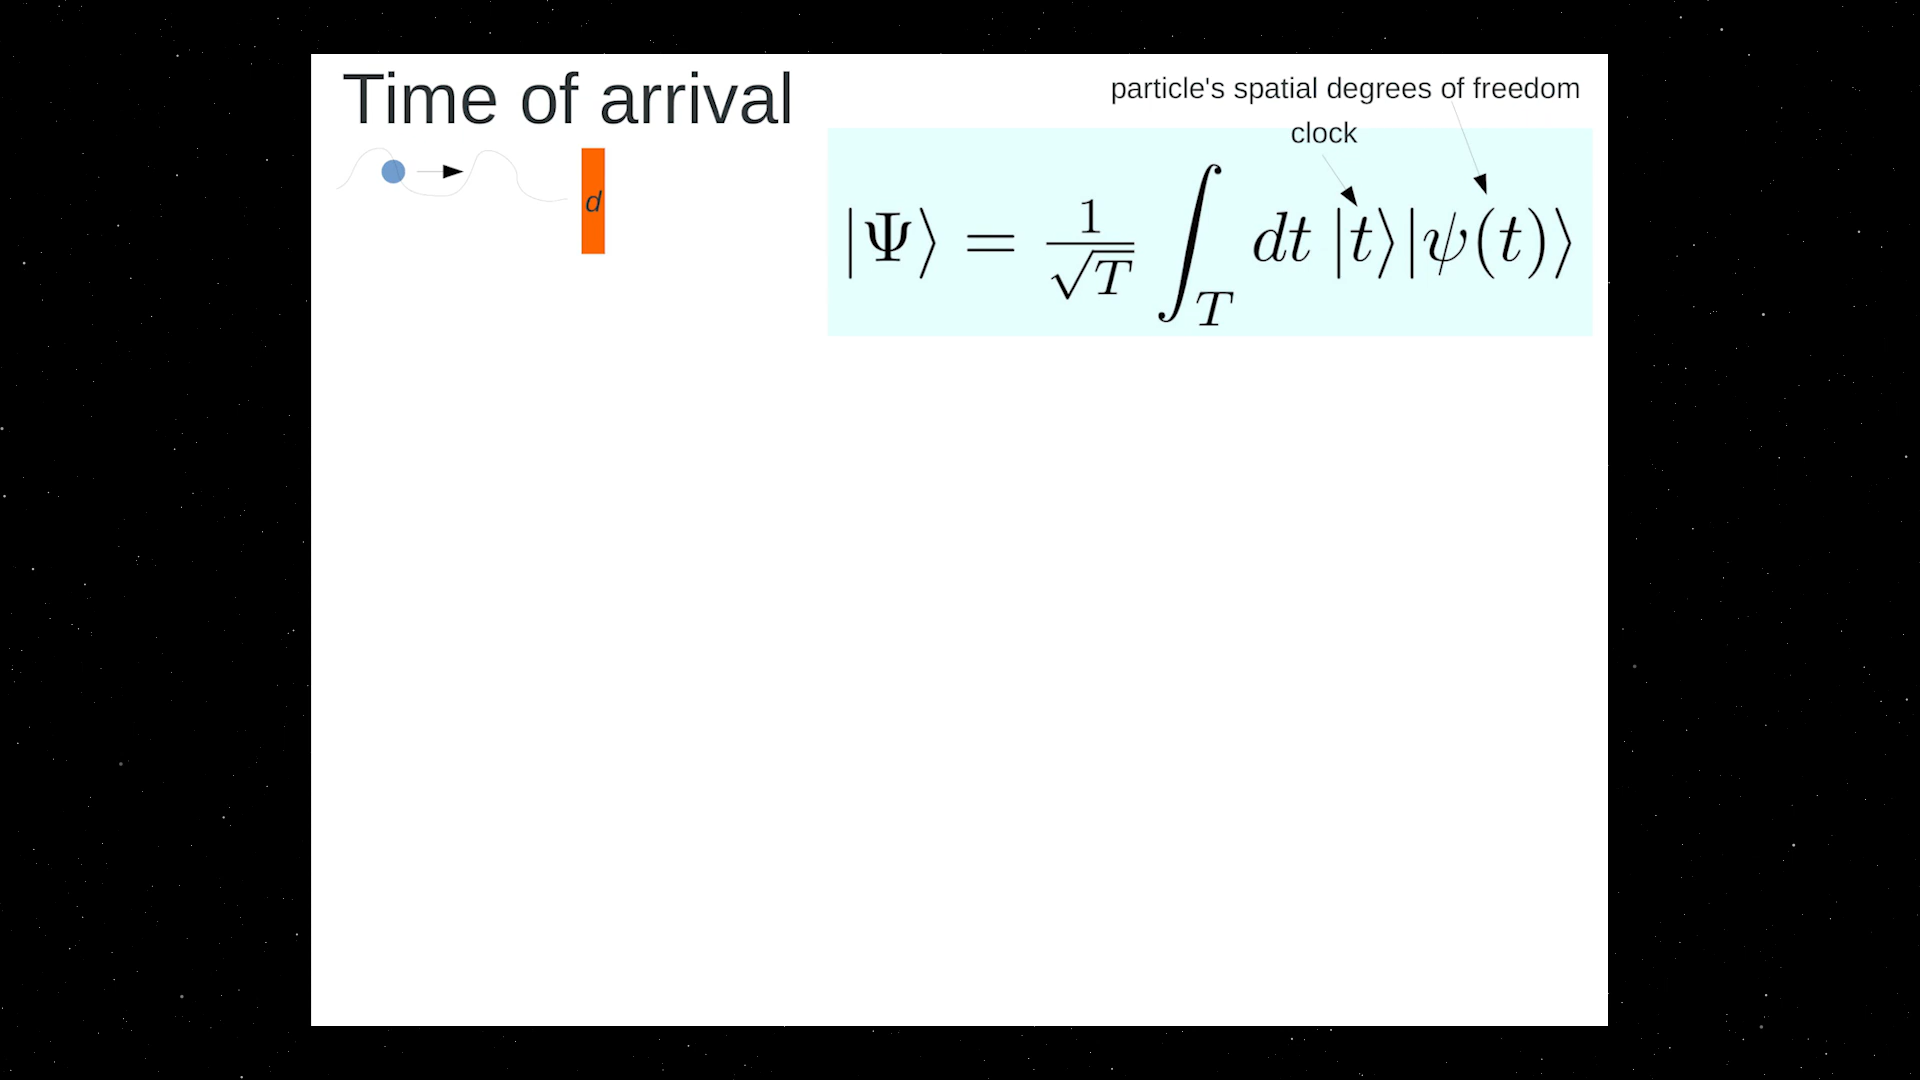 Time of arrival
particle's spatial degrees of freedom
clock
d
|Ψ⟩ = 1/√T ∫_T dt |t⟩|ψ(t)⟩